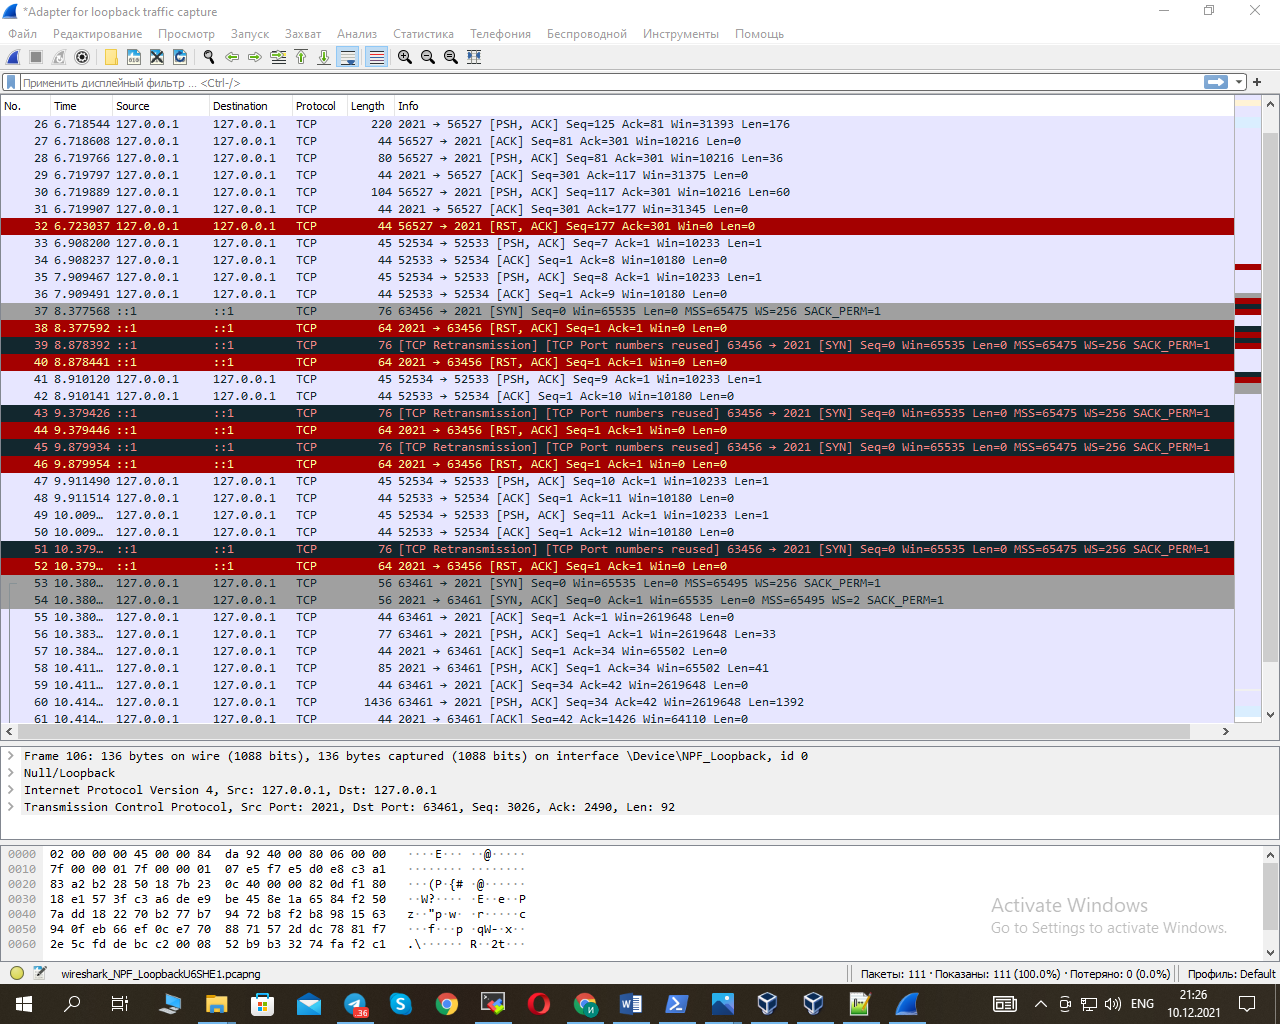 *Adapter for loopback traffic capture
Файл Редактирование Просмотр Запуск Захват Анализ Статистика Телефония Беспроводной Инструменты Помощь
Применить дисплейный фильтр ... <Ctrl-/>
No. Time Source Destination Protocol Length Info
26 6.718544 127.0.0.1 127.0.0.1 TCP 220 2021 → 56527 [PSH, ACK] Seq=125 Ack=81 Win=31393 Len=176
27 6.718608 127.0.0.1 127.0.0.1 TCP 44 56527 → 2021 [ACK] Seq=81 Ack=301 Win=10216 Len=0
28 6.719766 127.0.0.1 127.0.0.1 TCP 80 56527 → 2021 [PSH, ACK] Seq=81 Ack=301 Win=10216 Len=36
29 6.719797 127.0.0.1 127.0.0.1 TCP 44 2021 → 56527 [ACK] Seq=301 Ack=117 Win=31375 Len=0
30 6.719889 127.0.0.1 127.0.0.1 TCP 104 56527 → 2021 [PSH, ACK] Seq=117 Ack=301 Win=10216 Len=60
31 6.719907 127.0.0.1 127.0.0.1 TCP 44 2021 → 56527 [ACK] Seq=301 Ack=177 Win=31345 Len=0
32 6.723037 127.0.0.1 127.0.0.1 TCP 44 56527 → 2021 [RST, ACK] Seq=177 Ack=301 Win=0 Len=0
33 6.908200 127.0.0.1 127.0.0.1 TCP 45 52534 → 52533 [PSH, ACK] Seq=7 Ack=1 Win=10233 Len=1
34 6.908237 127.0.0.1 127.0.0.1 TCP 44 52533 → 52534 [ACK] Seq=1 Ack=8 Win=10180 Len=0
35 7.909467 127.0.0.1 127.0.0.1 TCP 45 52534 → 52533 [PSH, ACK] Seq=8 Ack=1 Win=10233 Len=1
36 7.909491 127.0.0.1 127.0.0.1 TCP 44 52533 → 52534 [ACK] Seq=1 Ack=9 Win=10180 Len=0
37 8.377568 ::1 ::1 TCP 76 63456 → 2021 [SYN] Seq=0 Win=65535 Len=0 MSS=65475 WS=256 SACK_PERM=1
38 8.377592 ::1 ::1 TCP 64 2021 → 63456 [RST, ACK] Seq=1 Ack=1 Win=0 Len=0
39 8.878392 ::1 ::1 TCP 76 [TCP Retransmission] [TCP Port numbers reused] 63456 → 2021 [SYN] Seq=0 Win=65535 Len=0 MSS=65475 WS=256 SACK_PERM=1
40 8.878441 ::1 ::1 TCP 64 2021 → 63456 [RST, ACK] Seq=1 Ack=1 Win=0 Len=0
41 8.910120 127.0.0.1 127.0.0.1 TCP 45 52534 → 52533 [PSH, ACK] Seq=9 Ack=1 Win=10233 Len=1
42 8.910141 127.0.0.1 127.0.0.1 TCP 44 52533 → 52534 [ACK] Seq=1 Ack=10 Win=10180 Len=0
43 9.379426 ::1 ::1 TCP 76 [TCP Retransmission] [TCP Port numbers reused] 63456 → 2021 [SYN] Seq=0 Win=65535 Len=0 MSS=65475 WS=256 SACK_PERM=1
44 9.379446 ::1 ::1 TCP 64 2021 → 63456 [RST, ACK] Seq=1 Ack=1 Win=0 Len=0
45 9.879934 ::1 ::1 TCP 76 [TCP Retransmission] [TCP Port numbers reused] 63456 → 2021 [SYN] Seq=0 Win=65535 Len=0 MSS=65475 WS=256 SACK_PERM=1
46 9.879954 ::1 ::1 TCP 64 2021 → 63456 [RST, ACK] Seq=1 Ack=1 Win=0 Len=0
47 9.911490 127.0.0.1 127.0.0.1 TCP 45 52534 → 52533 [PSH, ACK] Seq=10 Ack=1 Win=10233 Len=1
48 9.911514 127.0.0.1 127.0.0.1 TCP 44 52533 → 52534 [ACK] Seq=1 Ack=11 Win=10180 Len=0
49 10.009… 127.0.0.1 127.0.0.1 TCP 45 52534 → 52533 [PSH, ACK] Seq=11 Ack=1 Win=10233 Len=1
50 10.009… 127.0.0.1 127.0.0.1 TCP 44 52533 → 52534 [ACK] Seq=1 Ack=12 Win=10180 Len=0
51 10.379… ::1 ::1 TCP 76 [TCP Retransmission] [TCP Port numbers reused] 63456 → 2021 [SYN] Seq=0 Win=65535 Len=0 MSS=65475 WS=256 SACK_PERM=1
52 10.379… ::1 ::1 TCP 64 2021 → 63456 [RST, ACK] Seq=1 Ack=1 Win=0 Len=0
53 10.380… 127.0.0.1 127.0.0.1 TCP 56 63461 → 2021 [SYN] Seq=0 Win=65535 Len=0 MSS=65495 WS=256 SACK_PERM=1
54 10.380… 127.0.0.1 127.0.0.1 TCP 56 2021 → 63461 [SYN, ACK] Seq=0 Ack=1 Win=65535 Len=0 MSS=65495 WS=2 SACK_PERM=1
55 10.380… 127.0.0.1 127.0.0.1 TCP 44 63461 → 2021 [ACK] Seq=1 Ack=1 Win=2619648 Len=0
56 10.383… 127.0.0.1 127.0.0.1 TCP 77 63461 → 2021 [PSH, ACK] Seq=1 Ack=1 Win=2619648 Len=33
57 10.384… 127.0.0.1 127.0.0.1 TCP 44 2021 → 63461 [ACK] Seq=1 Ack=34 Win=65502 Len=0
58 10.411… 127.0.0.1 127.0.0.1 TCP 85 2021 → 63461 [PSH, ACK] Seq=1 Ack=34 Win=65502 Len=41
59 10.411… 127.0.0.1 127.0.0.1 TCP 44 63461 → 2021 [ACK] Seq=34 Ack=42 Win=2619648 Len=0
60 10.414… 127.0.0.1 127.0.0.1 TCP 1436 63461 → 2021 [PSH, ACK] Seq=34 Ack=42 Win=2619648 Len=1392
61 10.414… 127.0.0.1 127.0.0.1 TCP 44 2021 → 63461 [ACK] Seq=42 Ack=1426 Win=64110 Len=0
Frame 106: 136 bytes on wire (1088 bits), 136 bytes captured (1088 bits) on interface \Device\NPF_Loopback, id 0
Null/Loopback
Internet Protocol Version 4, Src: 127.0.0.1, Dst: 127.0.0.1
Transmission Control Protocol, Src Port: 2021, Dst Port: 63461, Seq: 3026, Ack: 2490, Len: 92
0000 02 00 00 00 45 00 00 84 da 92 40 00 80 06 00 00 ····E··· ··@·····
0010 7f 00 00 01 7f 00 00 01 07 e5 f7 e5 d0 e8 c3 a1 ········ ········
0020 83 a2 b2 28 50 18 7b 23 0c 40 00 00 82 0d f1 80 ···(P·{# ·@······
0030 18 e1 57 3f c3 a6 de e9 be 45 8e 1a 65 84 f2 50 ··W?···· ·E··e··P
0040 7a dd 18 22 70 b2 77 b7 94 72 b8 f2 b8 98 15 63 z··"p·w· ·r·····c
0050 94 0f eb 66 ef 0c e7 70 88 71 57 2d dc 78 81 f7 ···f···p ·qW-·x··
0060 2e 5c fd de bc c2 00 08 52 b9 b3 32 74 fa f2 c1 .\······ R··2t···
Activate Windows
Go to Settings to activate Windows.
wireshark_NPF_LoopbackU6SHE1.pcapng Пакеты: 111 · Показаны: 111 (100.0%) · Потеряно: 0 (0.0%) Профиль: Default
.36 ENG 21:26
10.12.2021